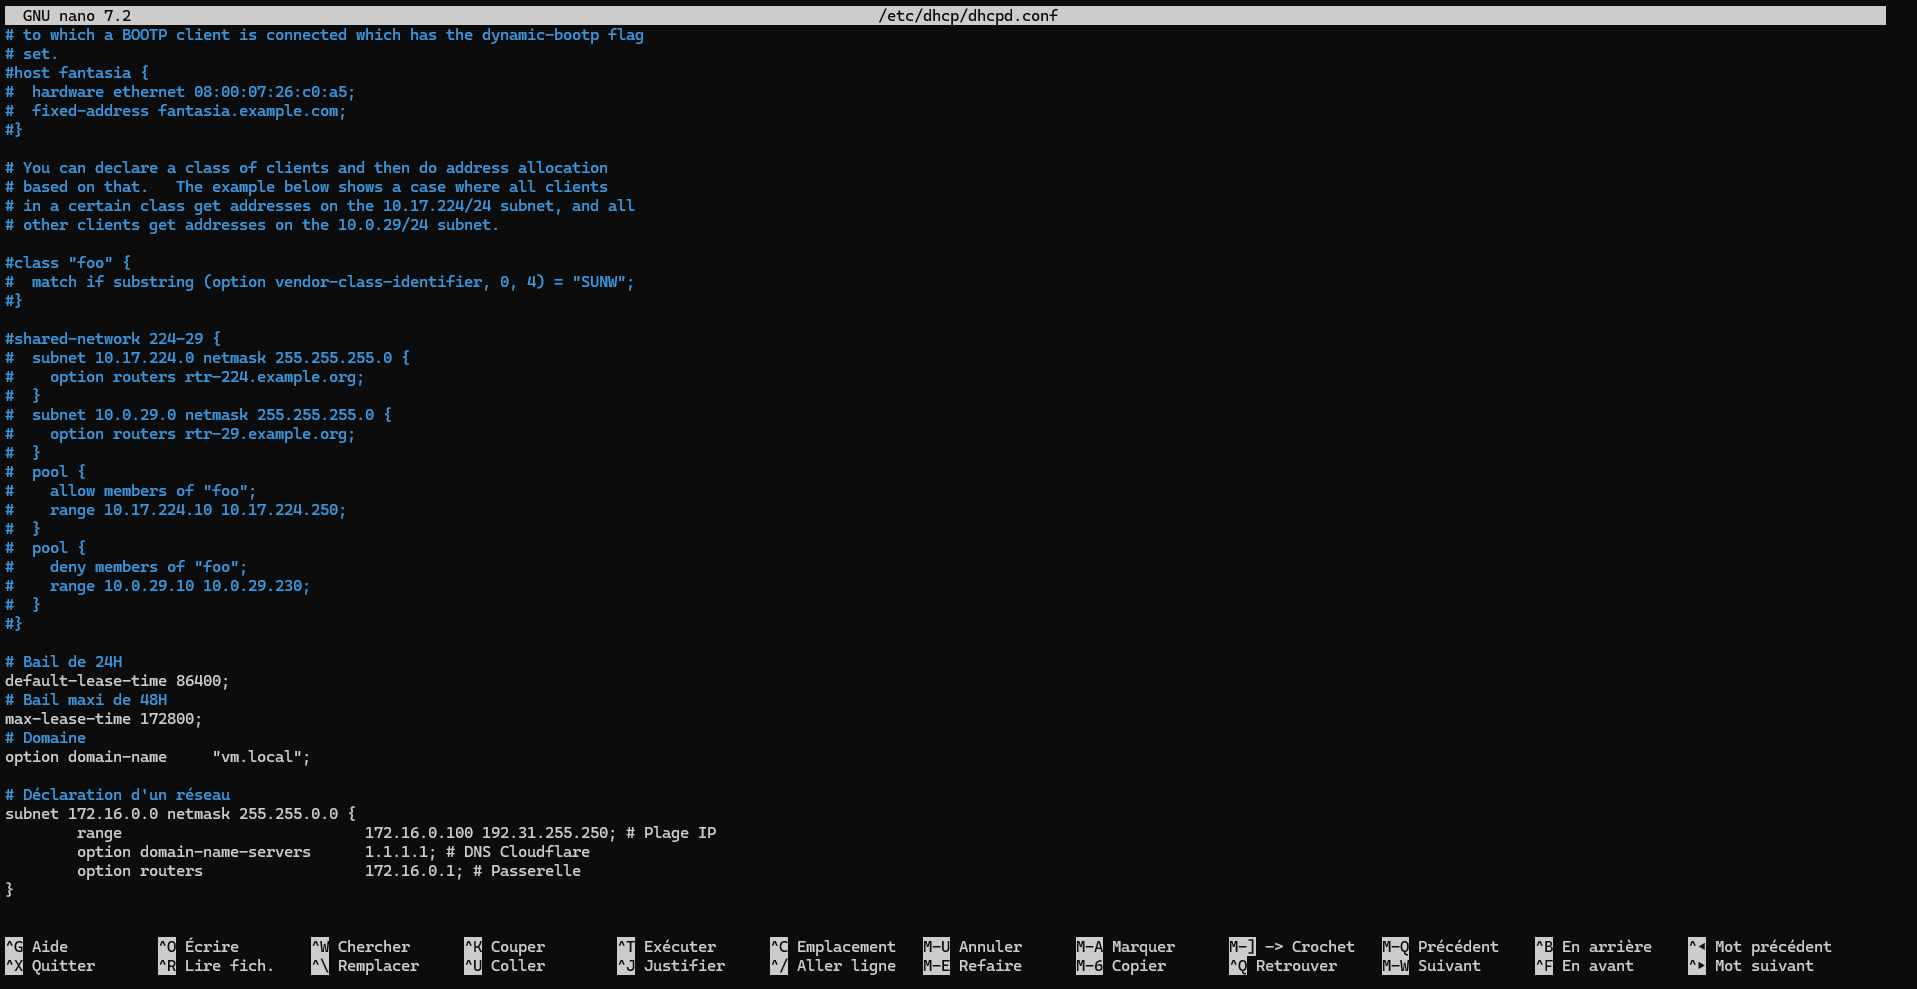 GNU nano 7.2 /etc/dhcp/dhcpd.conf
# to which a BOOTP client is connected which has the dynamic-bootp flag
# set.
#host fantasia {
#  hardware ethernet 08:00:07:26:c0:a5;
#  fixed-address fantasia.example.com;
#}

# You can declare a class of clients and then do address allocation
# based on that.   The example below shows a case where all clients
# in a certain class get addresses on the 10.17.224/24 subnet, and all
# other clients get addresses on the 10.0.29/24 subnet.

#class "foo" {
#  match if substring (option vendor-class-identifier, 0, 4) = "SUNW";
#}

#shared-network 224-29 {
#  subnet 10.17.224.0 netmask 255.255.255.0 {
#    option routers rtr-224.example.org;
#  }
#  subnet 10.0.29.0 netmask 255.255.255.0 {
#    option routers rtr-29.example.org;
#  }
#  pool {
#    allow members of "foo";
#    range 10.17.224.10 10.17.224.250;
#  }
#  pool {
#    deny members of "foo";
#    range 10.0.29.10 10.0.29.230;
#  }
#}

# Bail de 24H
default-lease-time 86400;
# Bail maxi de 48H
max-lease-time 172800;
# Domaine
option domain-name     "vm.local";

# Déclaration d'un réseau
subnet 172.16.0.0 netmask 255.255.0.0 {
        range                           172.16.0.100 192.31.255.250; # Plage IP
        option domain-name-servers      1.1.1.1; # DNS Cloudflare
        option routers                  172.16.0.1; # Passerelle
}

^G Aide ^O Écrire ^W Chercher ^K Couper ^T Exécuter ^C Emplacement M-U Annuler M-A Marquer M-] -> Crochet M-Q Précédent ^B En arrière ^◂ Mot précédent
^X Quitter ^R Lire fich. ^\ Remplacer ^U Coller ^J Justifier ^/ Aller ligne M-E Refaire M-6 Copier ^Q Retrouver M-W Suivant ^F En avant ^▸ Mot suivant